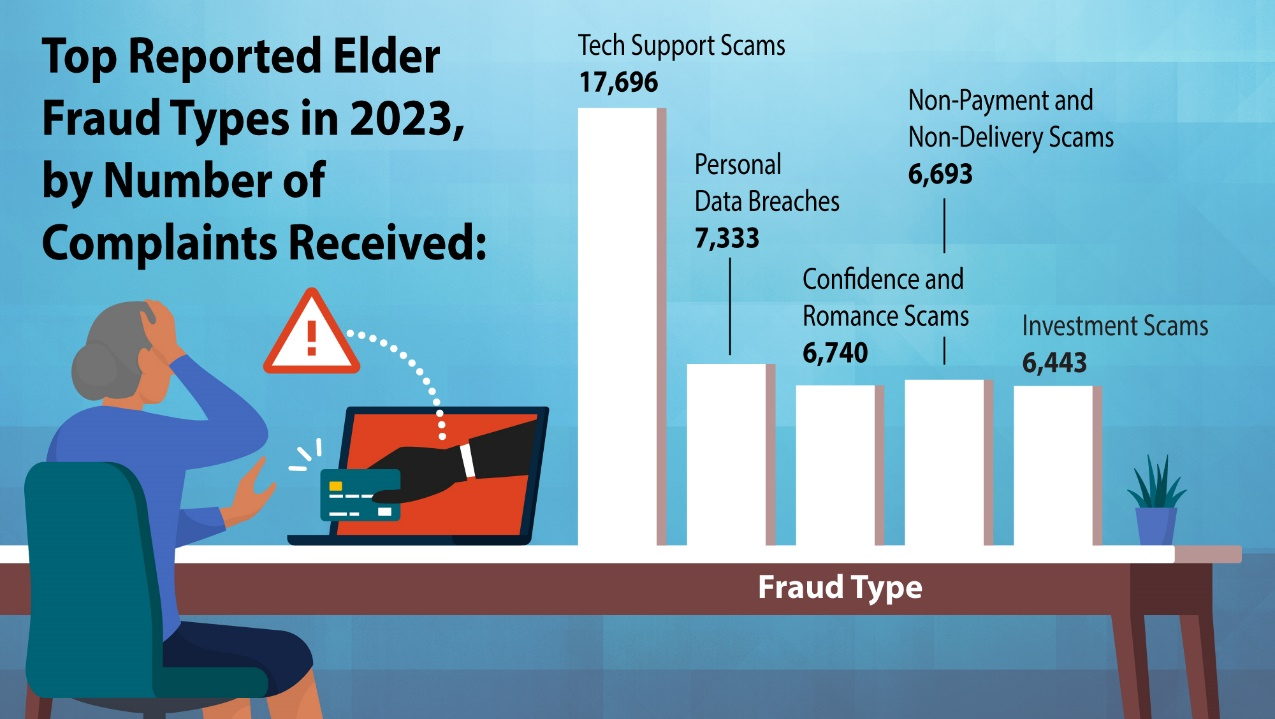 Top Reported Elder
Fraud Types in 2023,
by Number of
Complaints Received:
Tech Support Scams
17,696
Personal
Data Breaches
7,333
Confidence and
Romance Scams
6,740
Non-Payment and
Non-Delivery Scams
6,693
Investment Scams
6,443
Fraud Type